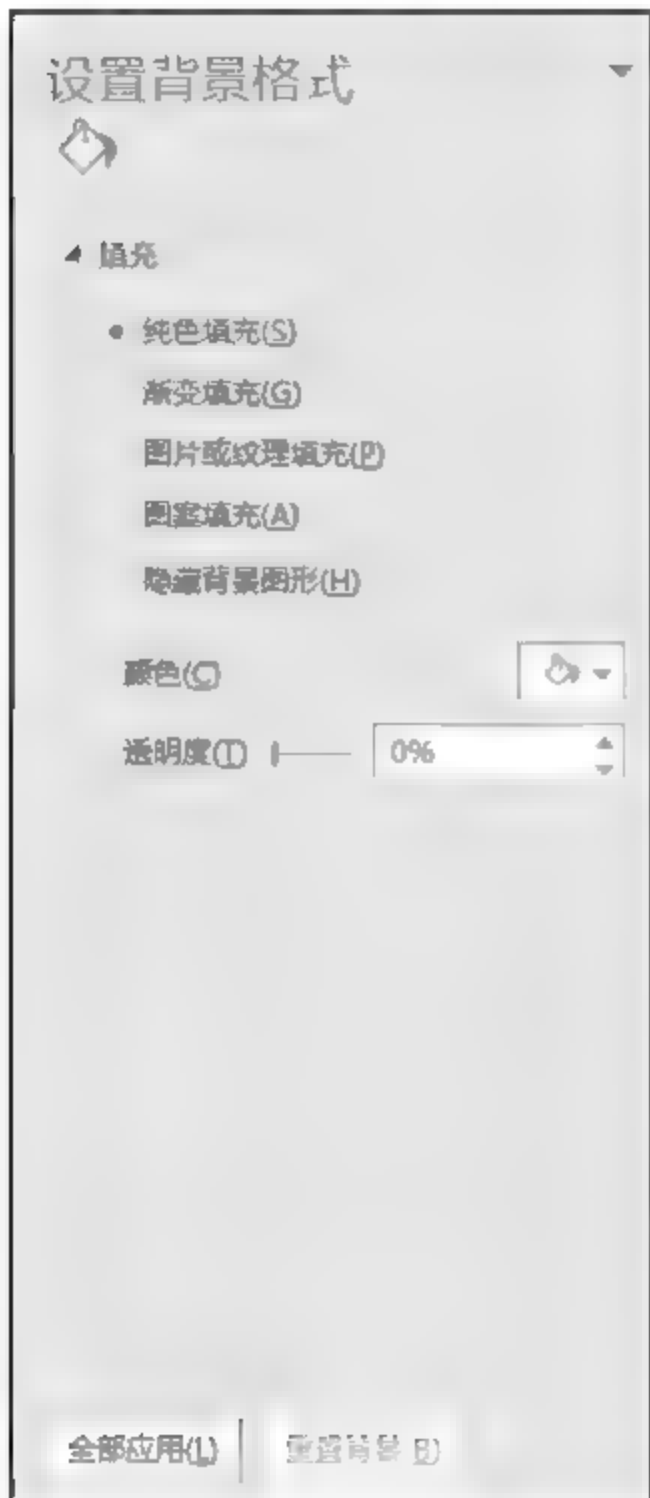 设置背景格式
填充
纯色填充(S)
渐变填充(G)
图片或纹理填充(P)
图案填充(A)
隐藏背景图形(H)
颜色(C)
透明度(T) 0%
全部应用(L) 重置背景 B)